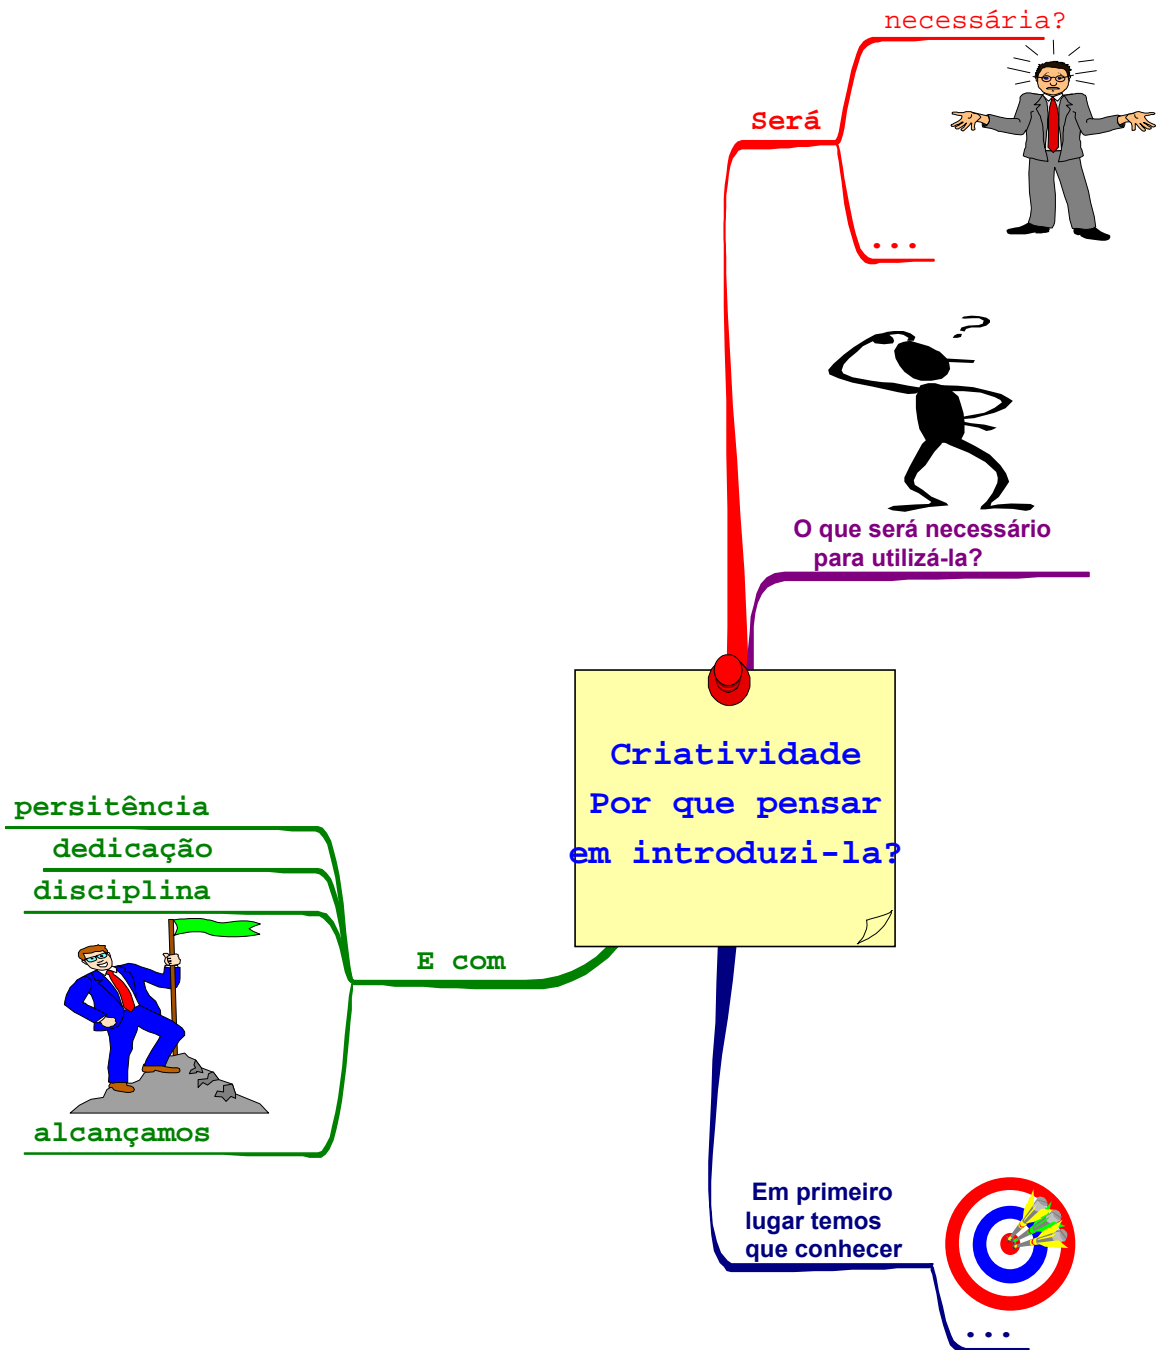 necessária?
Será
...
?
O que será necessário
para utilizá-la?
Criatividade
Por que pensar
em introduzi-la?
persitência
dedicação
disciplina
E com
alcançamos
Em primeiro
lugar temos
que conhecer
...